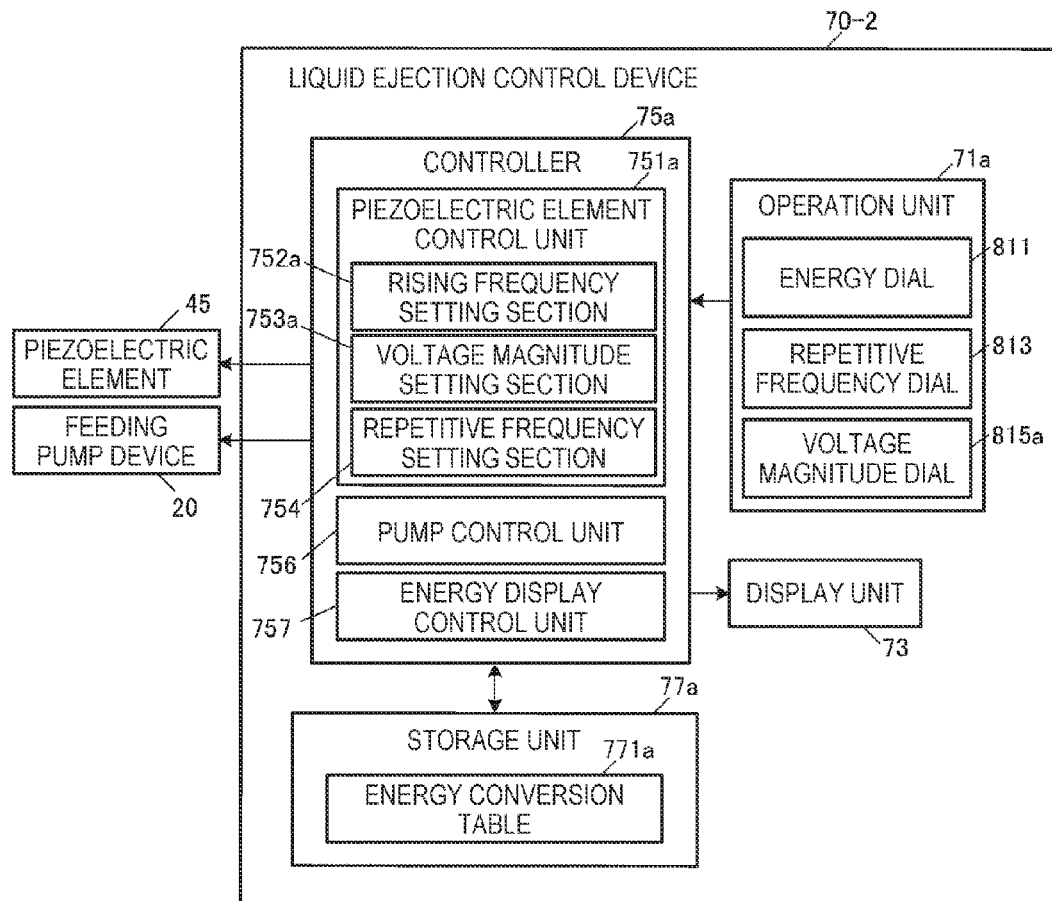 70-2
LIQUID EJECTION CONTROL DEVICE
75a
CONTROLLER
751a
PIEZOELECTRIC ELEMENT
CONTROL UNIT
752a
RISING FREQUENCY
SETTING SECTION
753a
VOLTAGE MAGNITUDE
SETTING SECTION
REPETITIVE FREQUENCY
SETTING SECTION
754
PUMP CONTROL UNIT
756
ENERGY DISPLAY
CONTROL UNIT
757
45
PIEZOELECTRIC
ELEMENT
FEEDING
PUMP DEVICE
20
71a
OPERATION UNIT
811
ENERGY DIAL
813
REPETITIVE
FREQUENCY DIAL
815a
VOLTAGE
MAGNITUDE DIAL
DISPLAY UNIT
73
77a
STORAGE UNIT
771a
ENERGY CONVERSION
TABLE